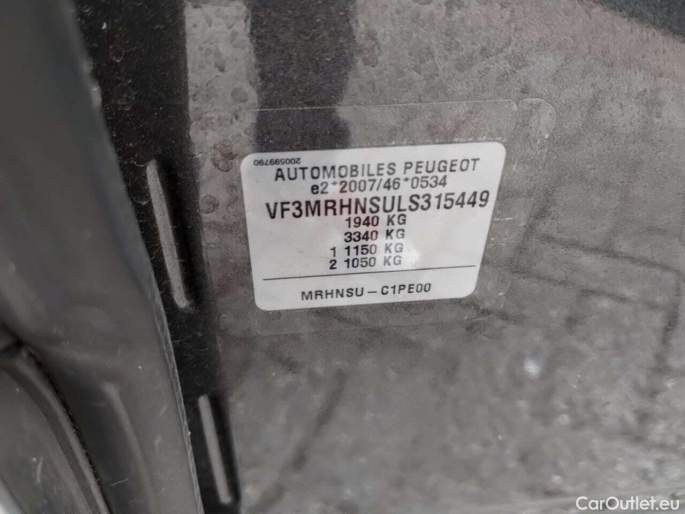 200599790
AUTOMOBILES PEUGEOT
e2*2007/46*0534
VF3MRHNSULS315449
1940 KG
3340 KG
1 1150 KG
2 1050 KG
MRHNSU-C1PE00
CarOutlet.eu